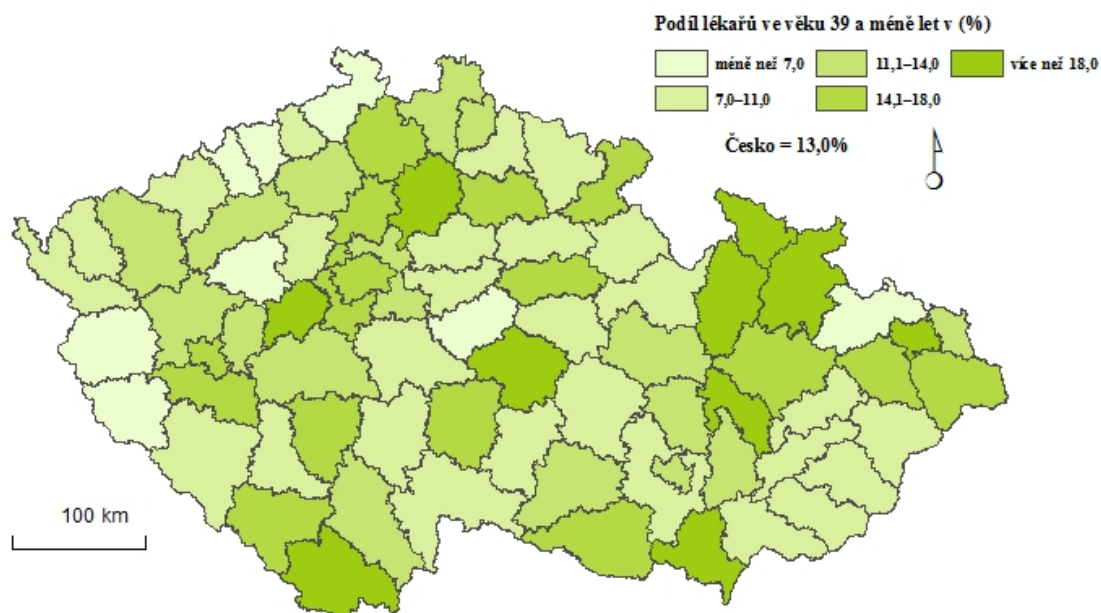 Podíl lékařů ve věku 39 a méně let v (%)
méně než 7,0
11,1–14,0
více než 18,0
7,0–11,0
14,1–18,0
Česko = 13,0%
100 km